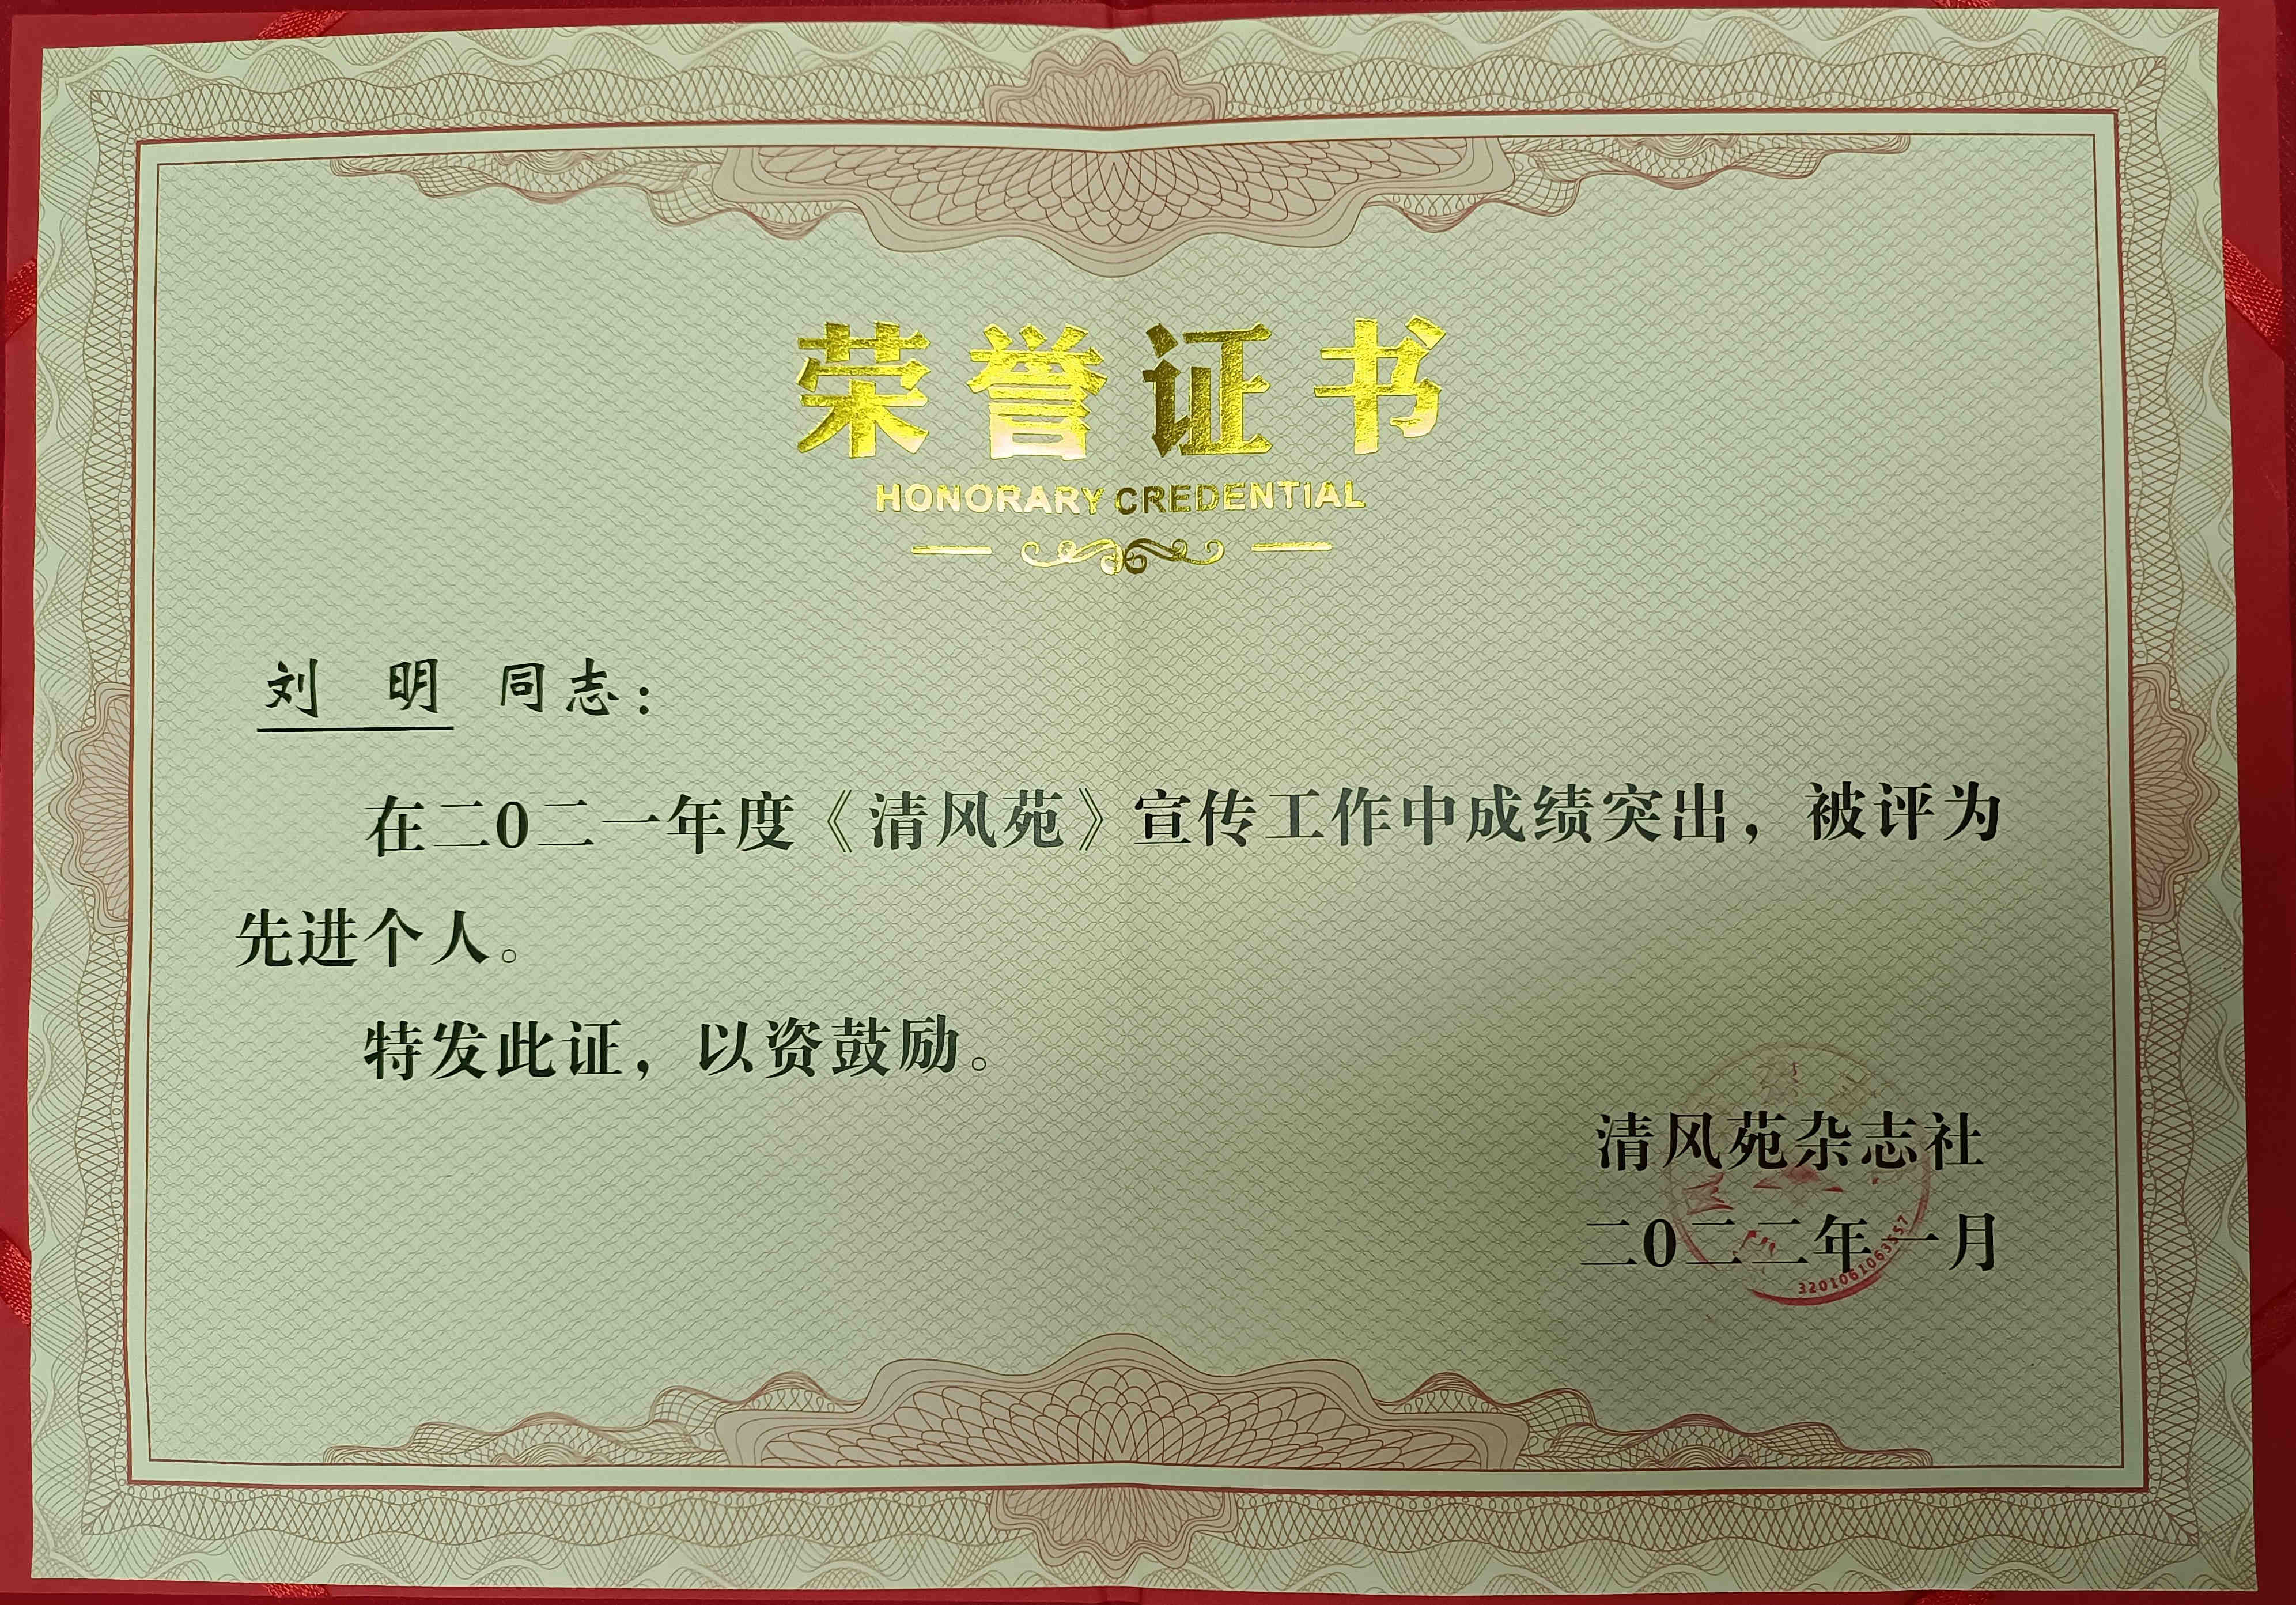 荣誉证书
HONORARY CREDENTIAL
刘 明 同志：
在二0二一年度《清风苑》宣传工作中成绩突出，被评为
先进个人。
特发此证，以资鼓励。
清风苑杂志社
二0二二年一月